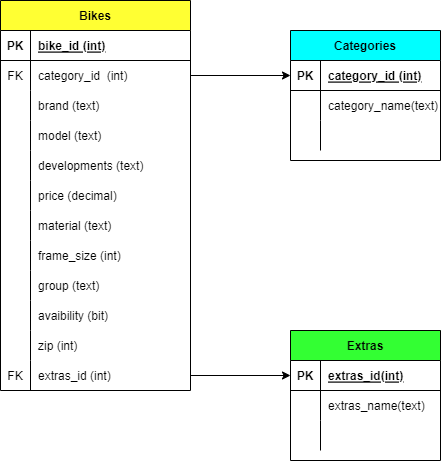 Bikes
PK bike_id (int)
FK category_id (int)
brand (text)
model (text)
developments (text)
price (decimal)
material (text)
frame_size (int)
group (text)
avaibility (bit)
zip (int)
FK extras_id (int)
Categories
PK category_id (int)
category_name(text)
Extras
PK extras_id(int)
extras_name(text)